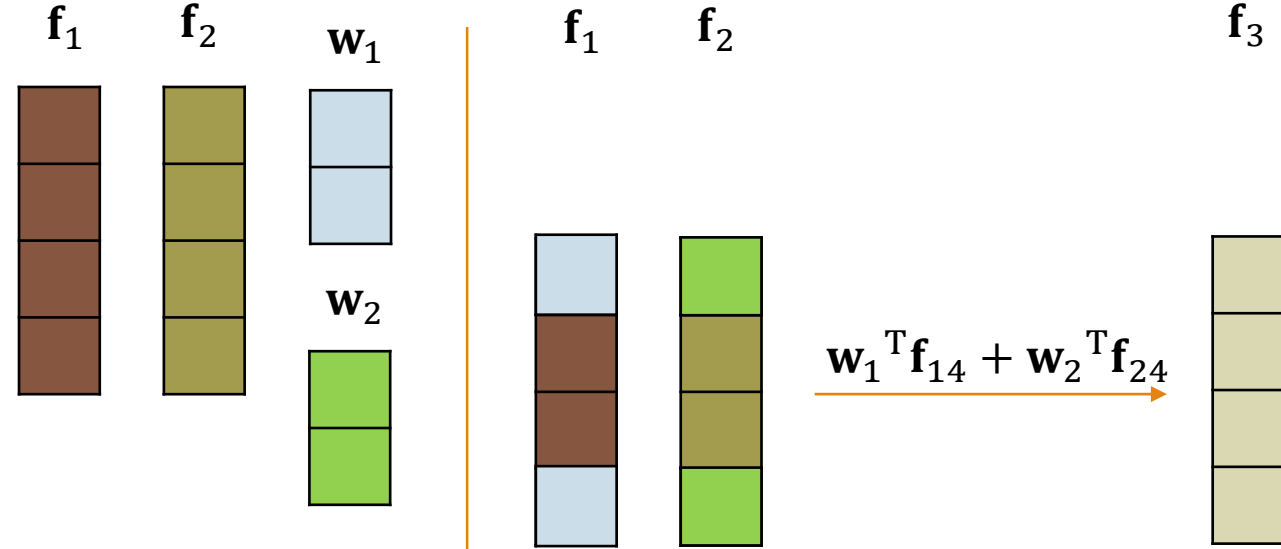 𝐟₁ 𝐟₂ 𝐰₁ 𝐟₁ 𝐟₂ 𝐟₃
𝐰₂
𝐰₁ᵀ𝐟₁₄ + 𝐰₂ᵀ𝐟₂₄